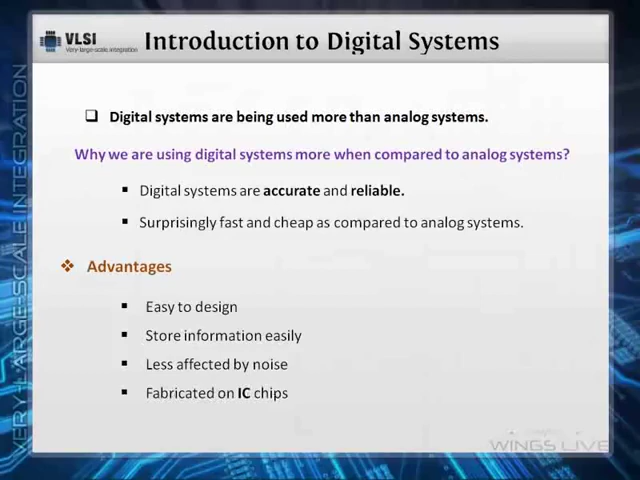 VLSI
Very-large-scale integration
Introduction to Digital Systems
Digital systems are being used more than analog systems.
Why we are using digital systems more when compared to analog systems?
Digital systems are accurate and reliable.
Surprisingly fast and cheap as compared to analog systems.
Advantages
Easy to design
Store information easily
Less affected by noise
Fabricated on IC chips
VERY-LARGE-SCALE INTEGRATION
WINGS LIVE